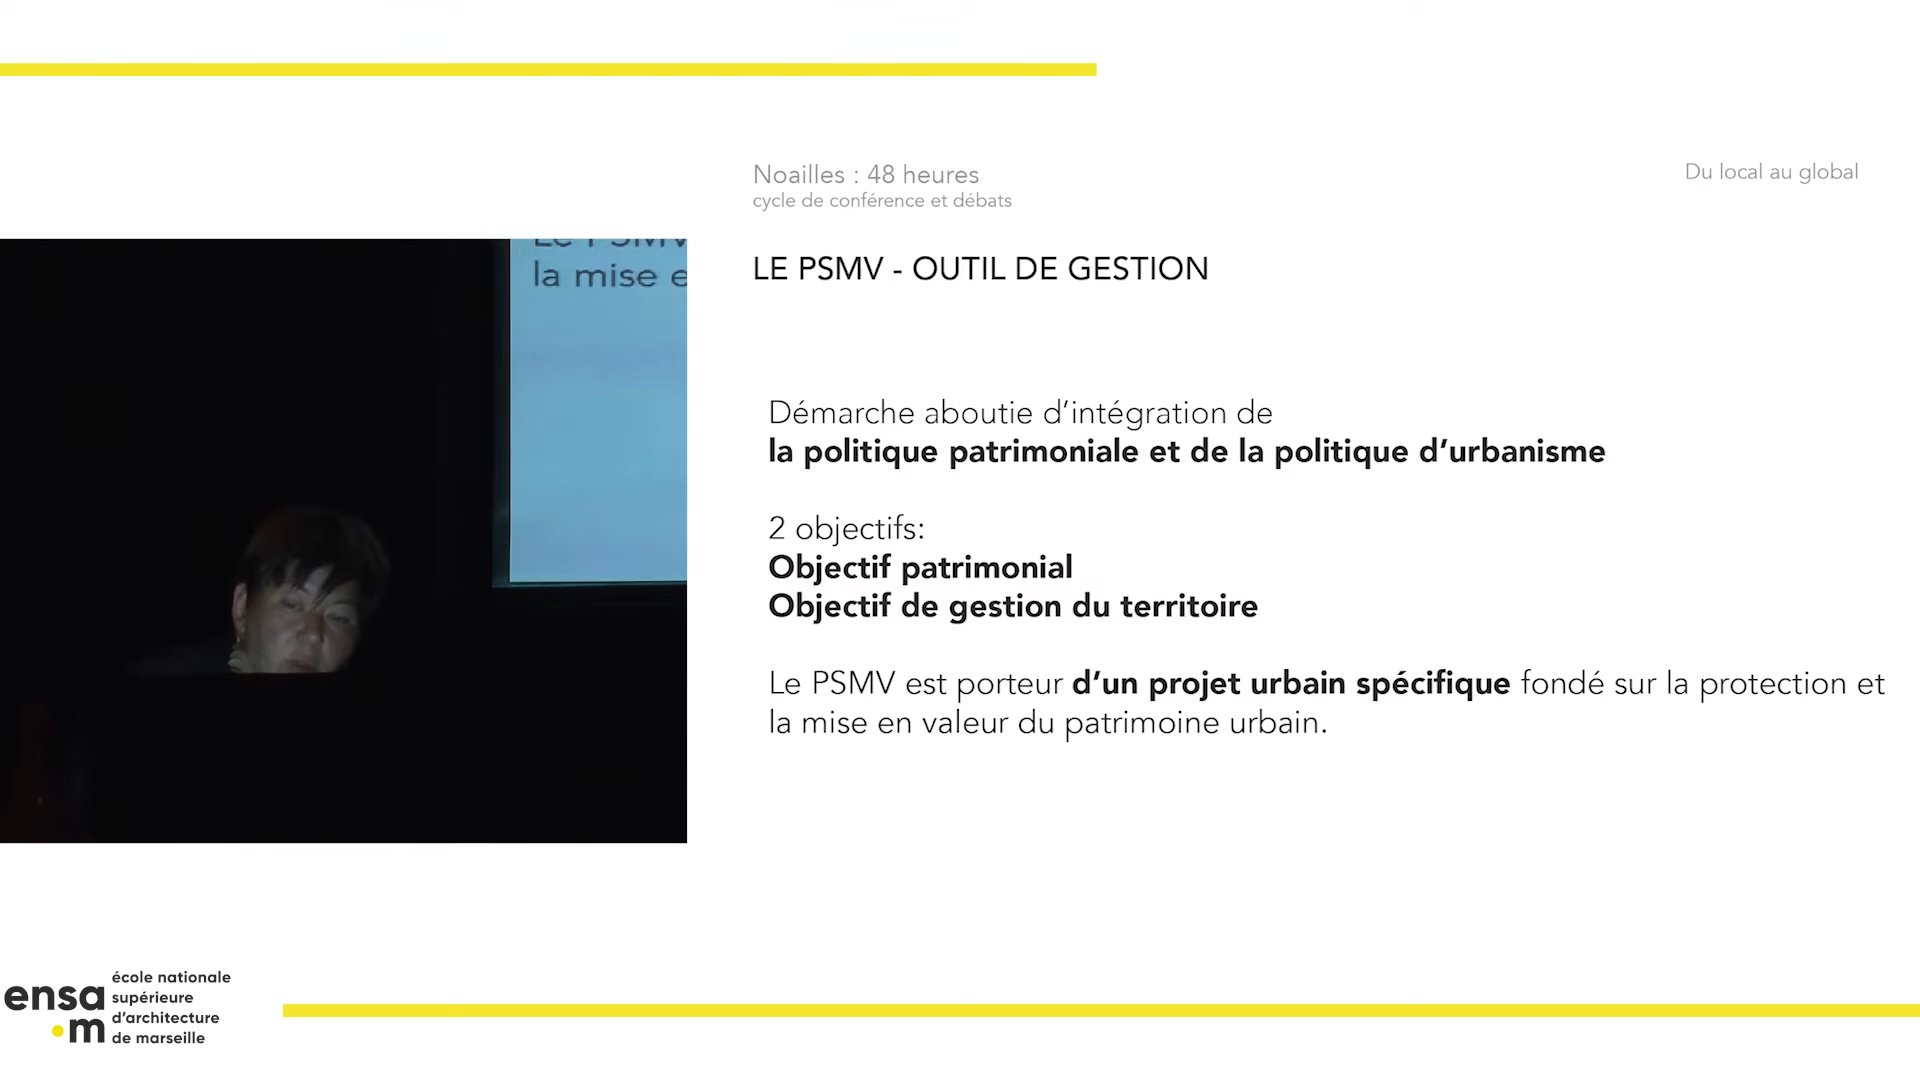 Noailles : 48 heures
cycle de conférence et débats
Du local au global
la mise e
LE PSMV - OUTIL DE GESTION
Démarche aboutie d’intégration de
la politique patrimoniale et de la politique d’urbanisme
2 objectifs:
Objectif patrimonial
Objectif de gestion du territoire
Le PSMV est porteur d’un projet urbain spécifique fondé sur la protection et
la mise en valeur du patrimoine urbain.
ensa
•m
école nationale
supérieure
d’architecture
de marseille